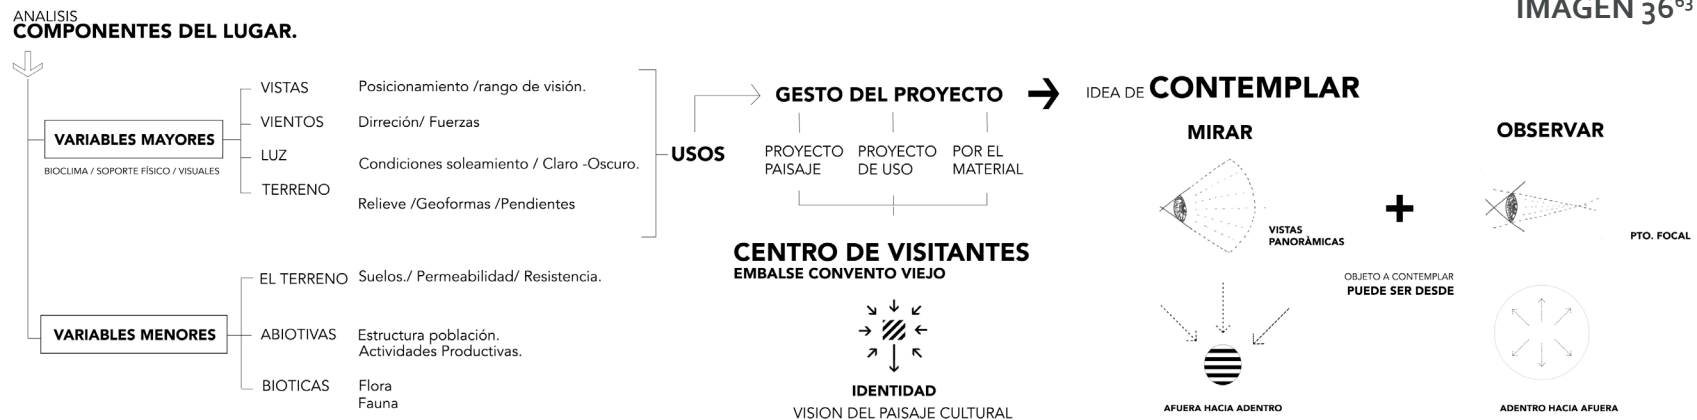 ANALISIS
COMPONENTES DEL LUGAR.
IMAGEN 36⁶³
VARIABLES MAYORES
BIOCLIMA / SOPORTE FÍSICO / VISUALES
VISTAS
Posicionamiento /rango de visión.
VIENTOS
Dirreción/ Fuerzas
LUZ
Condiciones soleamiento / Claro -Oscuro.
TERRENO
Relieve /Geoformas /Pendientes
VARIABLES MENORES
EL TERRENO
Suelos./ Permeabilidad/ Resistencia.
ABIOTIVAS
Estructura población.
Actividades Productivas.
BIOTICAS
Flora
Fauna
USOS
GESTO DEL PROYECTO
PROYECTO
PAISAJE
PROYECTO
DE USO
POR EL
MATERIAL
CENTRO DE VISITANTES
EMBALSE CONVENTO VIEJO
IDENTIDAD
VISION DEL PAISAJE CULTURAL
IDEA DE CONTEMPLAR
MIRAR
VISTAS
PANORÀMICAS
+
OBSERVAR
PTO. FOCAL
OBJETO A CONTEMPLAR
PUEDE SER DESDE
AFUERA HACIA ADENTRO
ADENTRO HACIA AFUERA